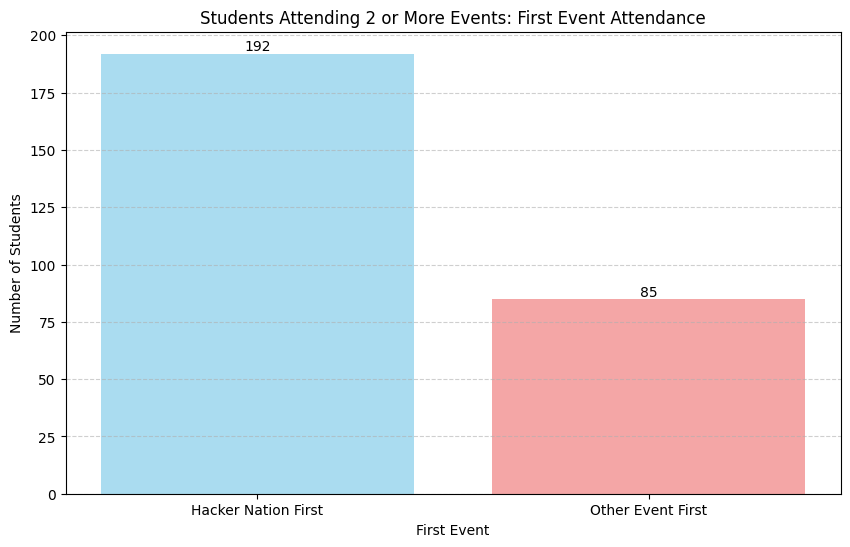 Students Attending 2 or More Events: First Event Attendance
200
175
150
125
100
75
50
25
0
Number of Students
192
85
Hacker Nation First
Other Event First
First Event